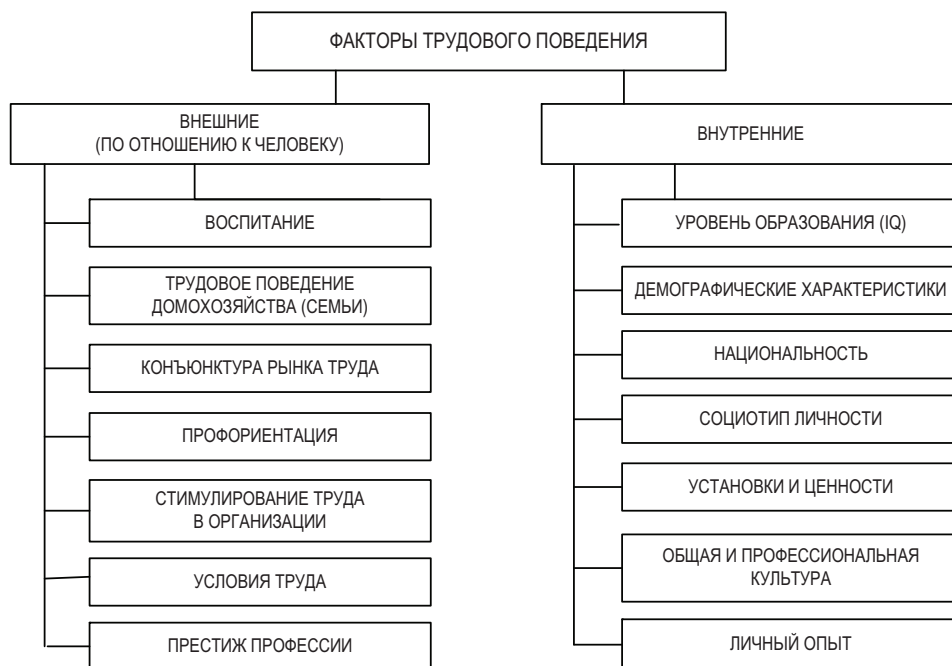 ФАКТОРЫ ТРУДОВОГО ПОВЕДЕНИЯ
ВНЕШНИЕ
(ПО ОТНОШЕНИЮ К ЧЕЛОВЕКУ)
ВОСПИТАНИЕ
ТРУДОВОЕ ПОВЕДЕНИЕ
ДОМОХОЗЯЙСТВА (СЕМЬИ)
КОНЪЮНКТУРА РЫНКА ТРУДА
ПРОФОРИЕНТАЦИЯ
СТИМУЛИРОВАНИЕ ТРУДА
В ОРГАНИЗАЦИИ
УСЛОВИЯ ТРУДА
ПРЕСТИЖ ПРОФЕССИИ
ВНУТРЕННИЕ
УРОВЕНЬ ОБРАЗОВАНИЯ (IQ)
ДЕМОГРАФИЧЕСКИЕ ХАРАКТЕРИСТИКИ
НАЦИОНАЛЬНОСТЬ
СОЦИОТИП ЛИЧНОСТИ
УСТАНОВКИ И ЦЕННОСТИ
ОБЩАЯ И ПРОФЕССИОНАЛЬНАЯ
КУЛЬТУРА
ЛИЧНЫЙ ОПЫТ